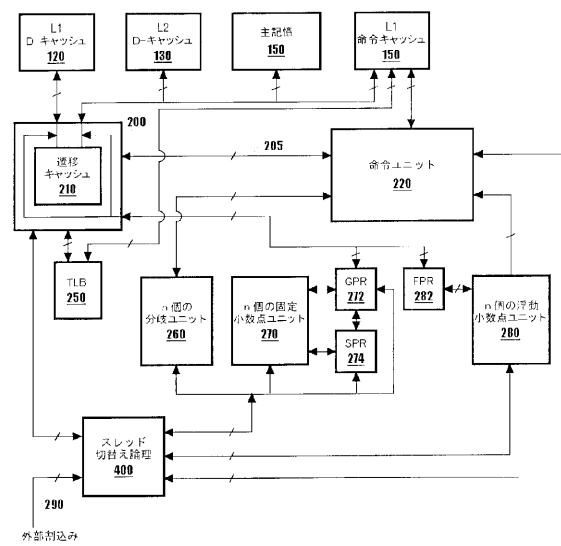 L1
D キャッシュ
120
L2
D-キャッシュ
130
主記憶
150
L1
命令キャッシュ
150
200
205
遷移
キャッシュ
210
命令ユニット
220
TLB
250
n個の
分岐ユニット
260
n個の固定
小数点ユニット
270
GPR
272
SPR
274
FPR
282
n個の浮動
小数点ユニット
280
スレッド
切替え論理
400
290
外部割込み